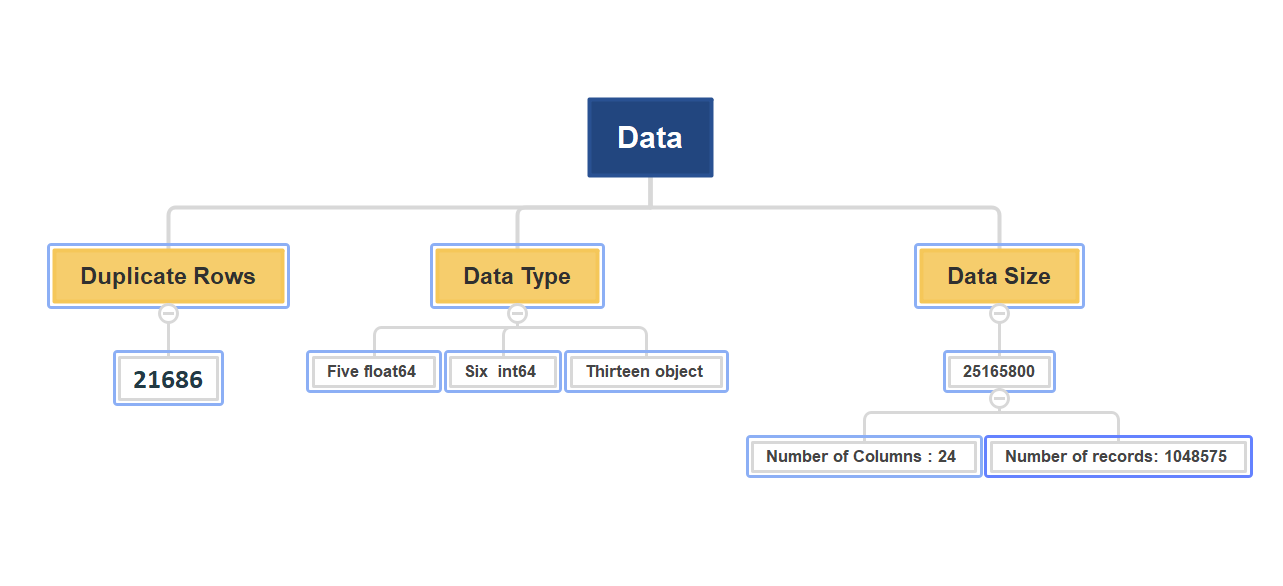 Data
Duplicate Rows
Data Type
Data Size
21686
Five float64
Six  int64
Thirteen object
25165800
Number of Columns : 24
Number of records: 1048575